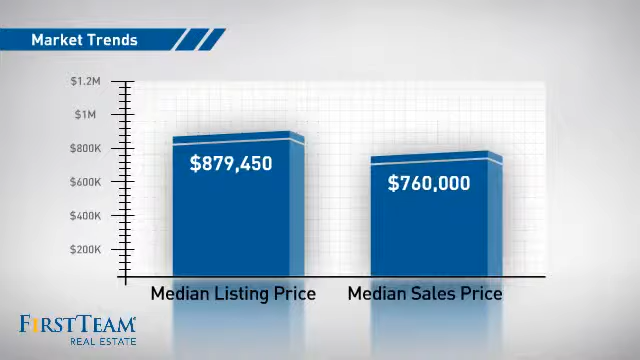 Market Trends
$1.2M
$1M
$800K
$600K
$400K
$200K
$879,450
$760,000
Median Listing Price
Median Sales Price
FIRSTTEAM®
REAL ESTATE